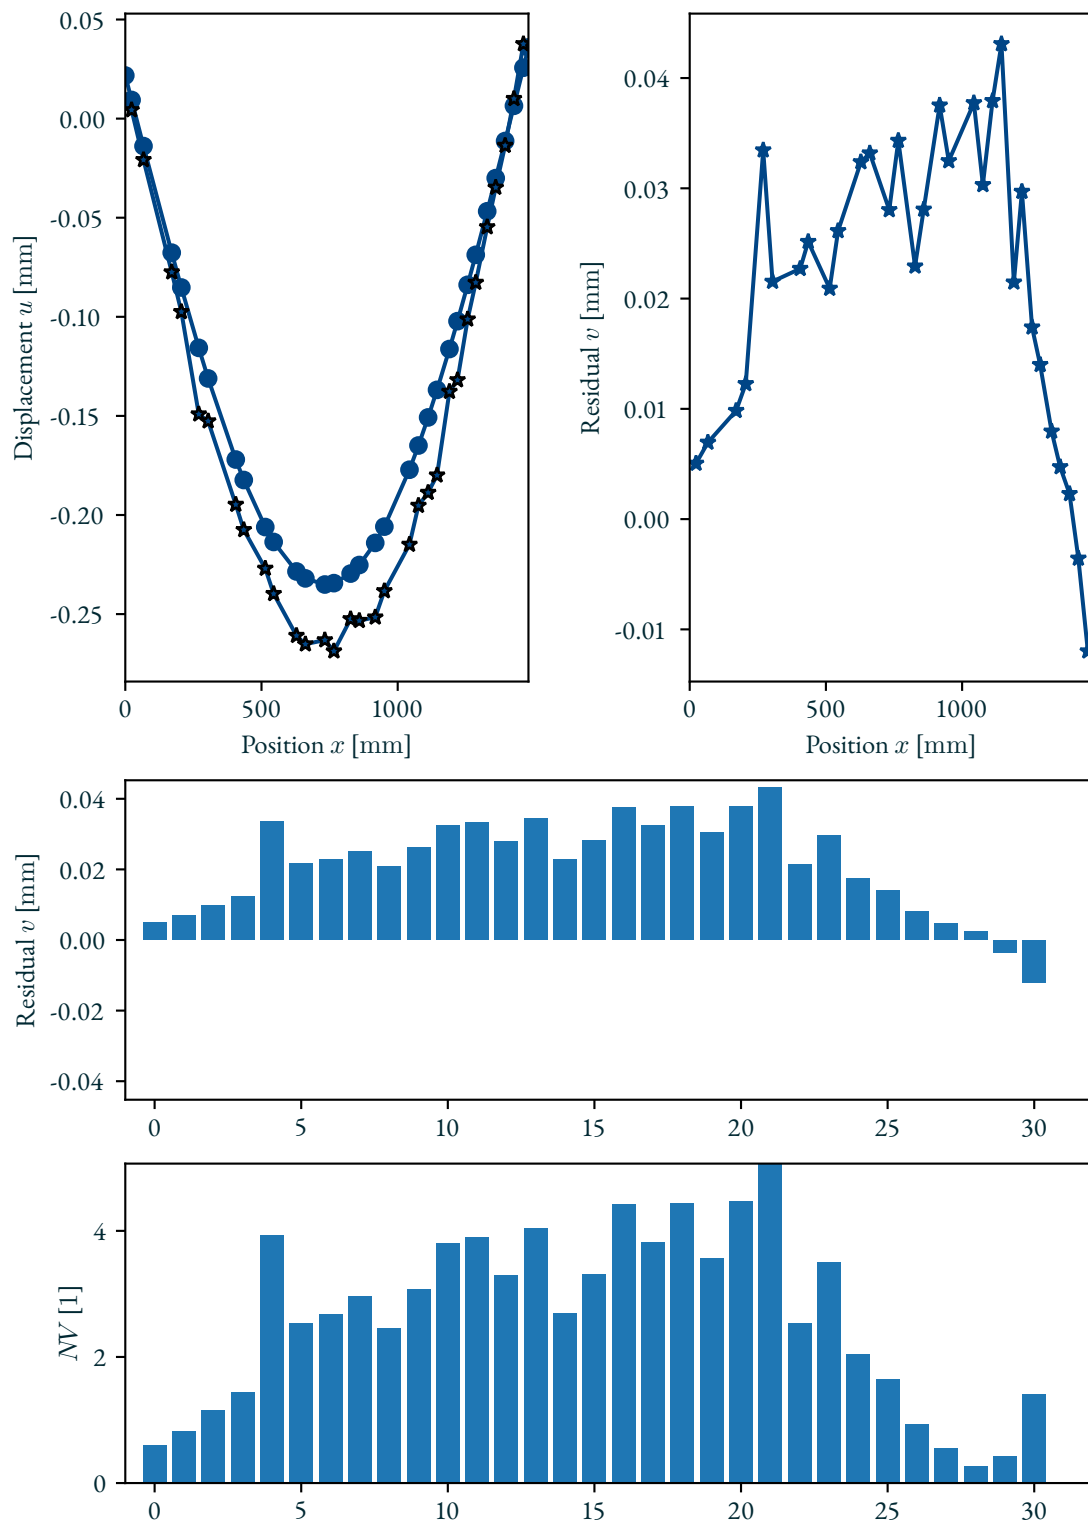 0.05
0.00
-0.05
-0.10
-0.15
-0.20
-0.25
Displacement u [mm]
0 500 1000
Position x [mm]
0.04
0.03
0.02
0.01
0.00
-0.01
Residual v [mm]
0 500 1000
Position x [mm]
0.04
0.02
0.00
-0.02
-0.04
Residual v [mm]
0 5 10 15 20 25 30
4
2
0
NV [1]
0 5 10 15 20 25 30